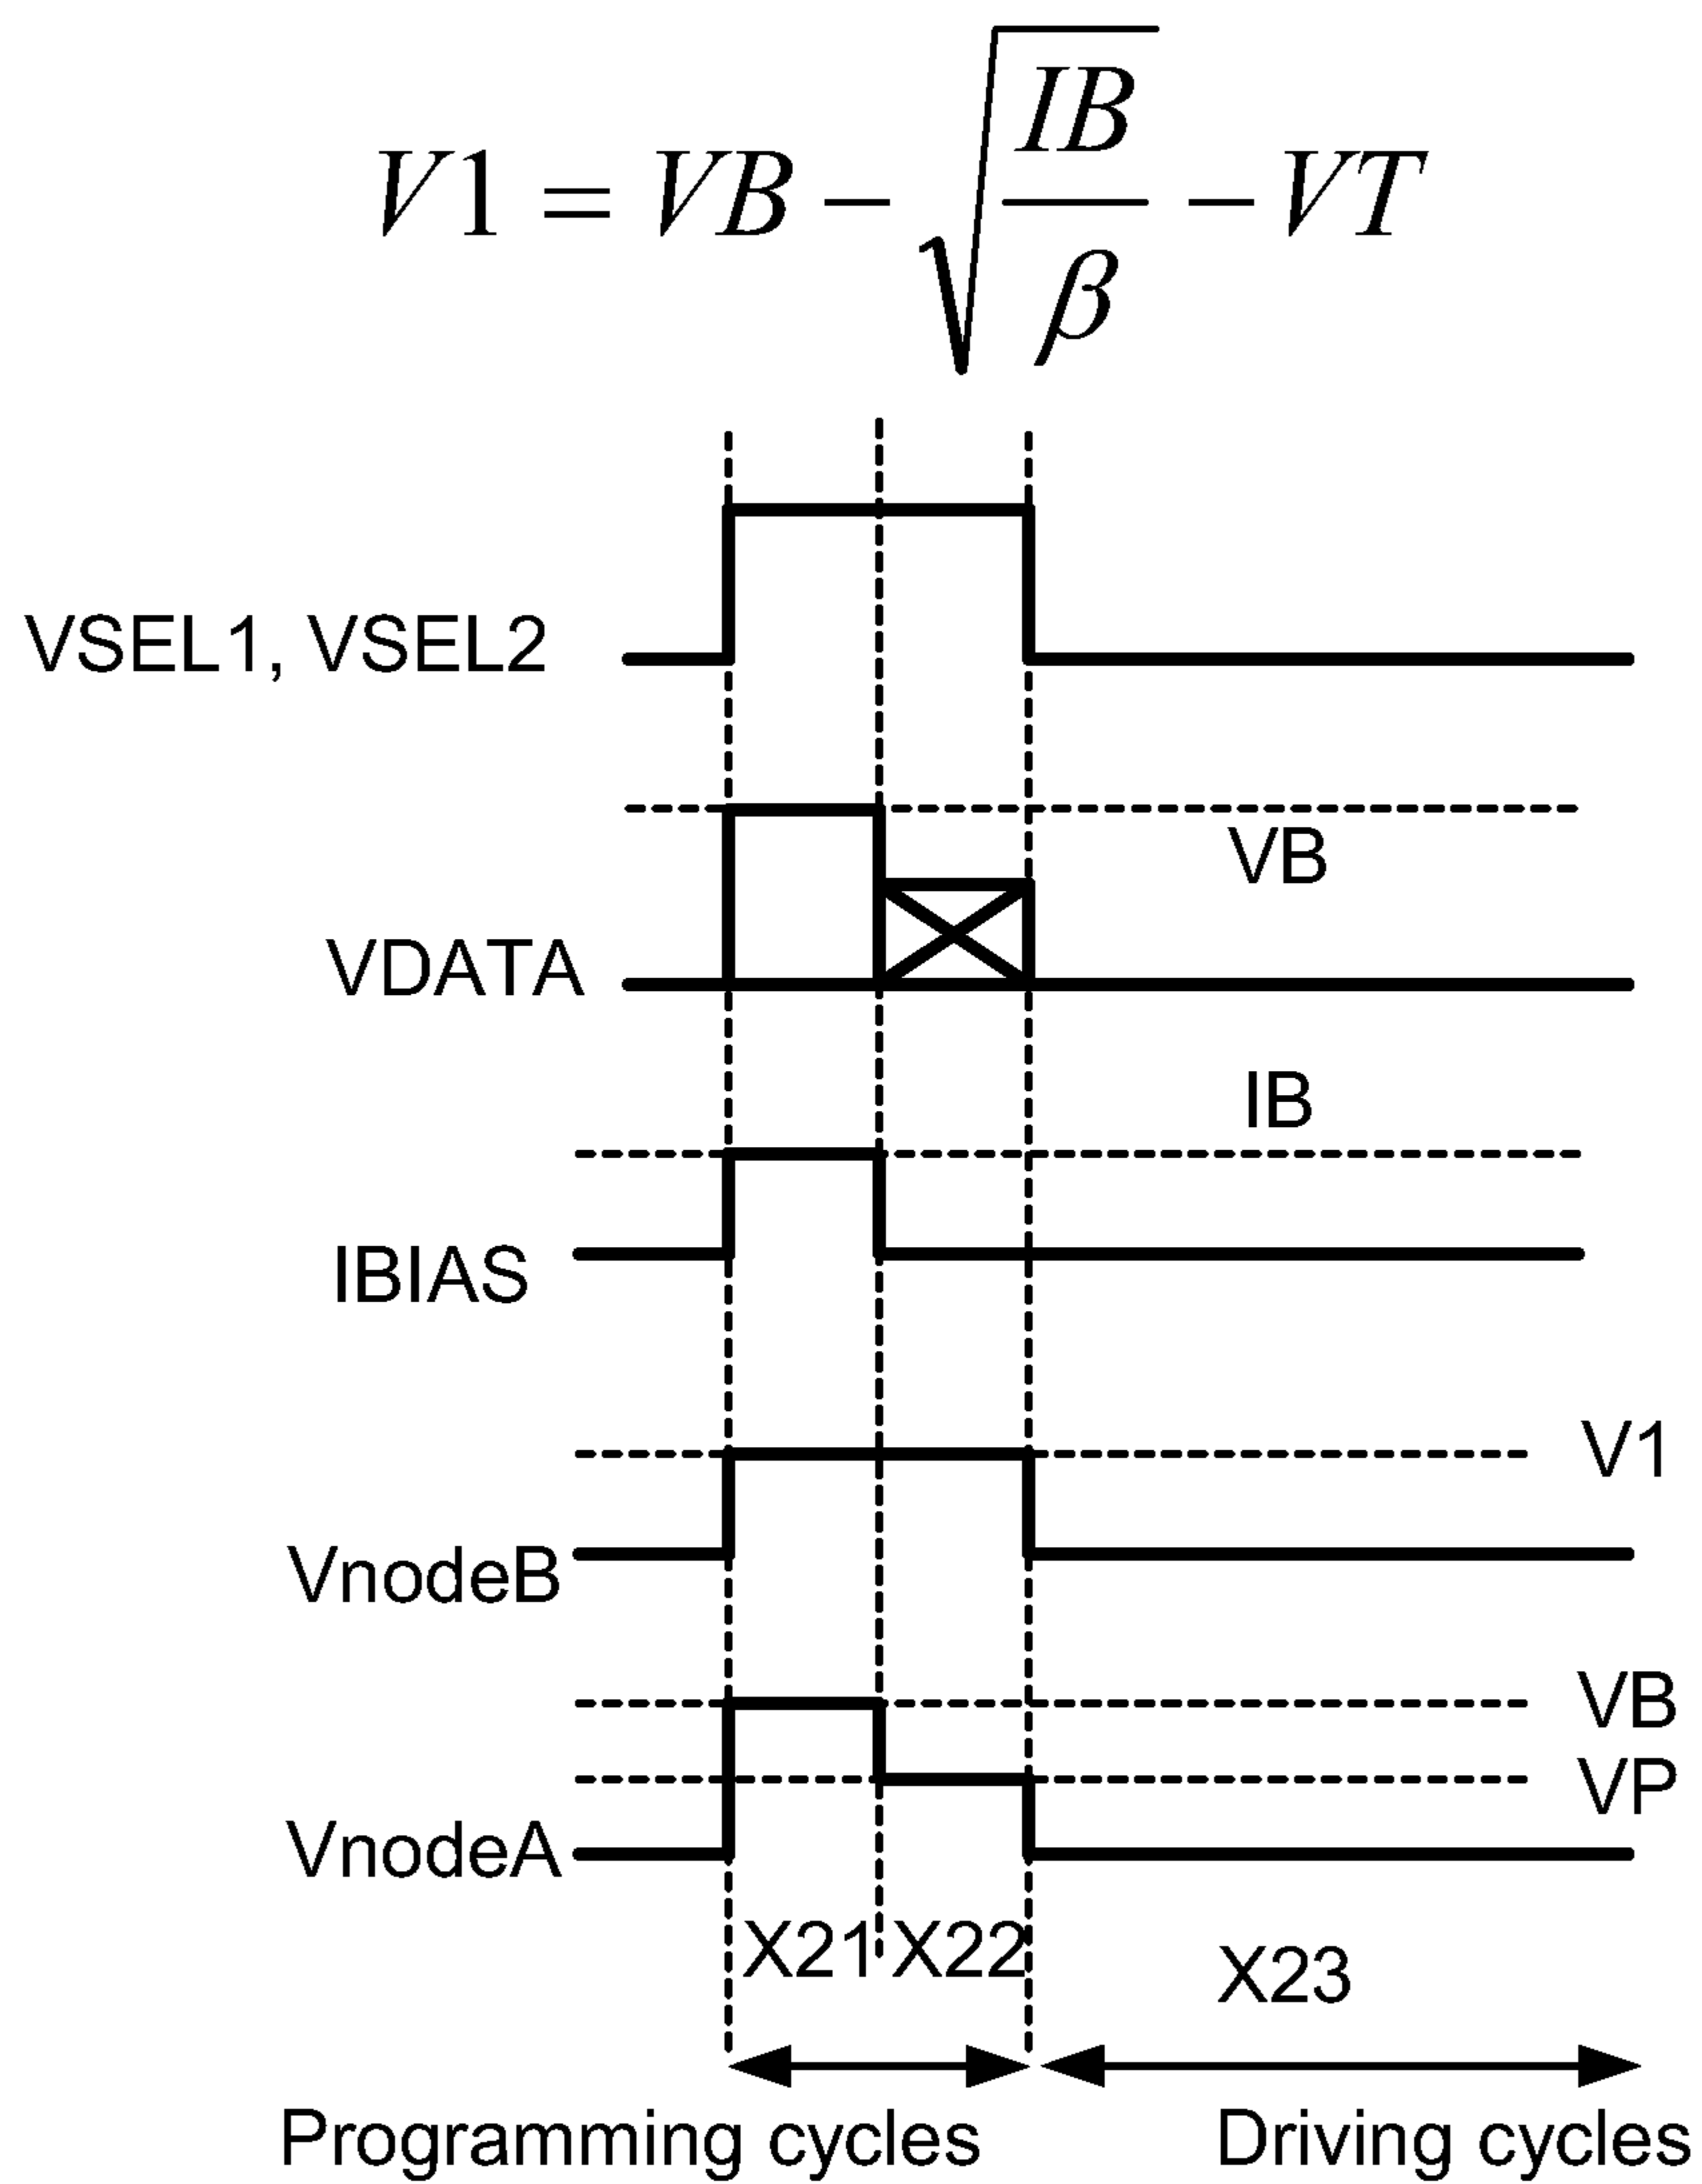 V1 = VB − √(IB/β) − VT
VSEL1, VSEL2
VB
VDATA
IB
IBIAS
V1
VnodeB
VB
VP
VnodeA
X21 X22
X23
Programming cycles Driving cycles